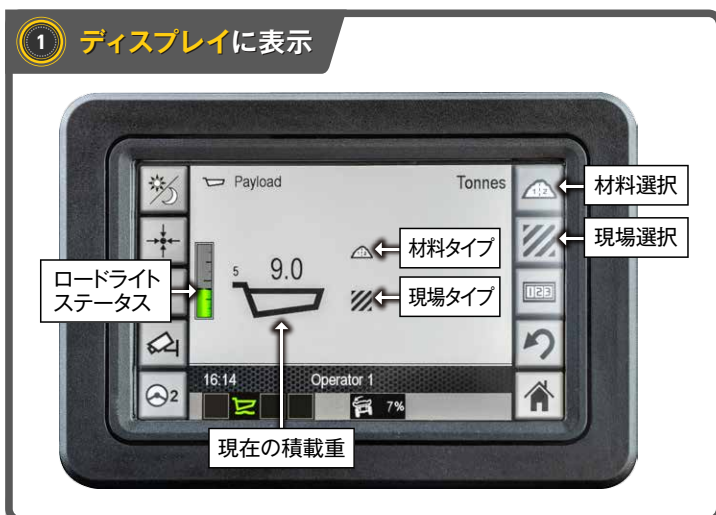 1 ディスプレイに表示
Payload
Tonnes
材料選択
材料タイプ
現場選択
ロードライト
ステータス
5
9.0
現場タイプ
123
2
16:14
Operator 1
7%
現在の積載重